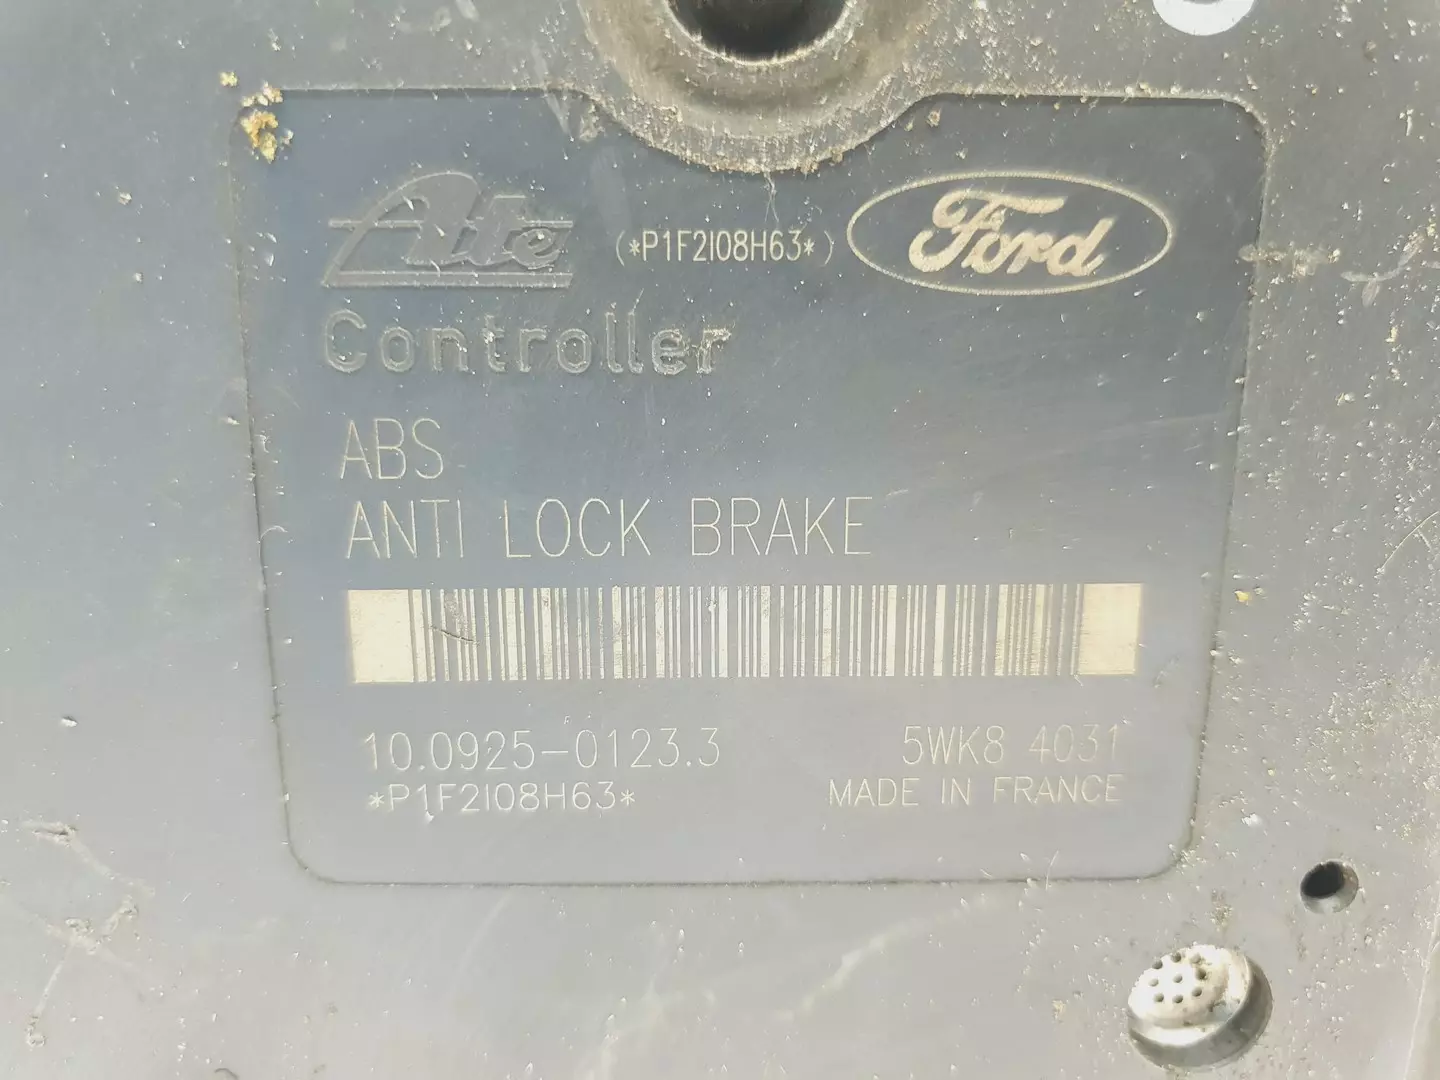 Ate (*P1F2I08H63*) Ford
Controller
ABS
ANTI LOCK BRAKE
10.0925-0123.3 5WK8 4031
*P1F2I08H63* MADE IN FRANCE